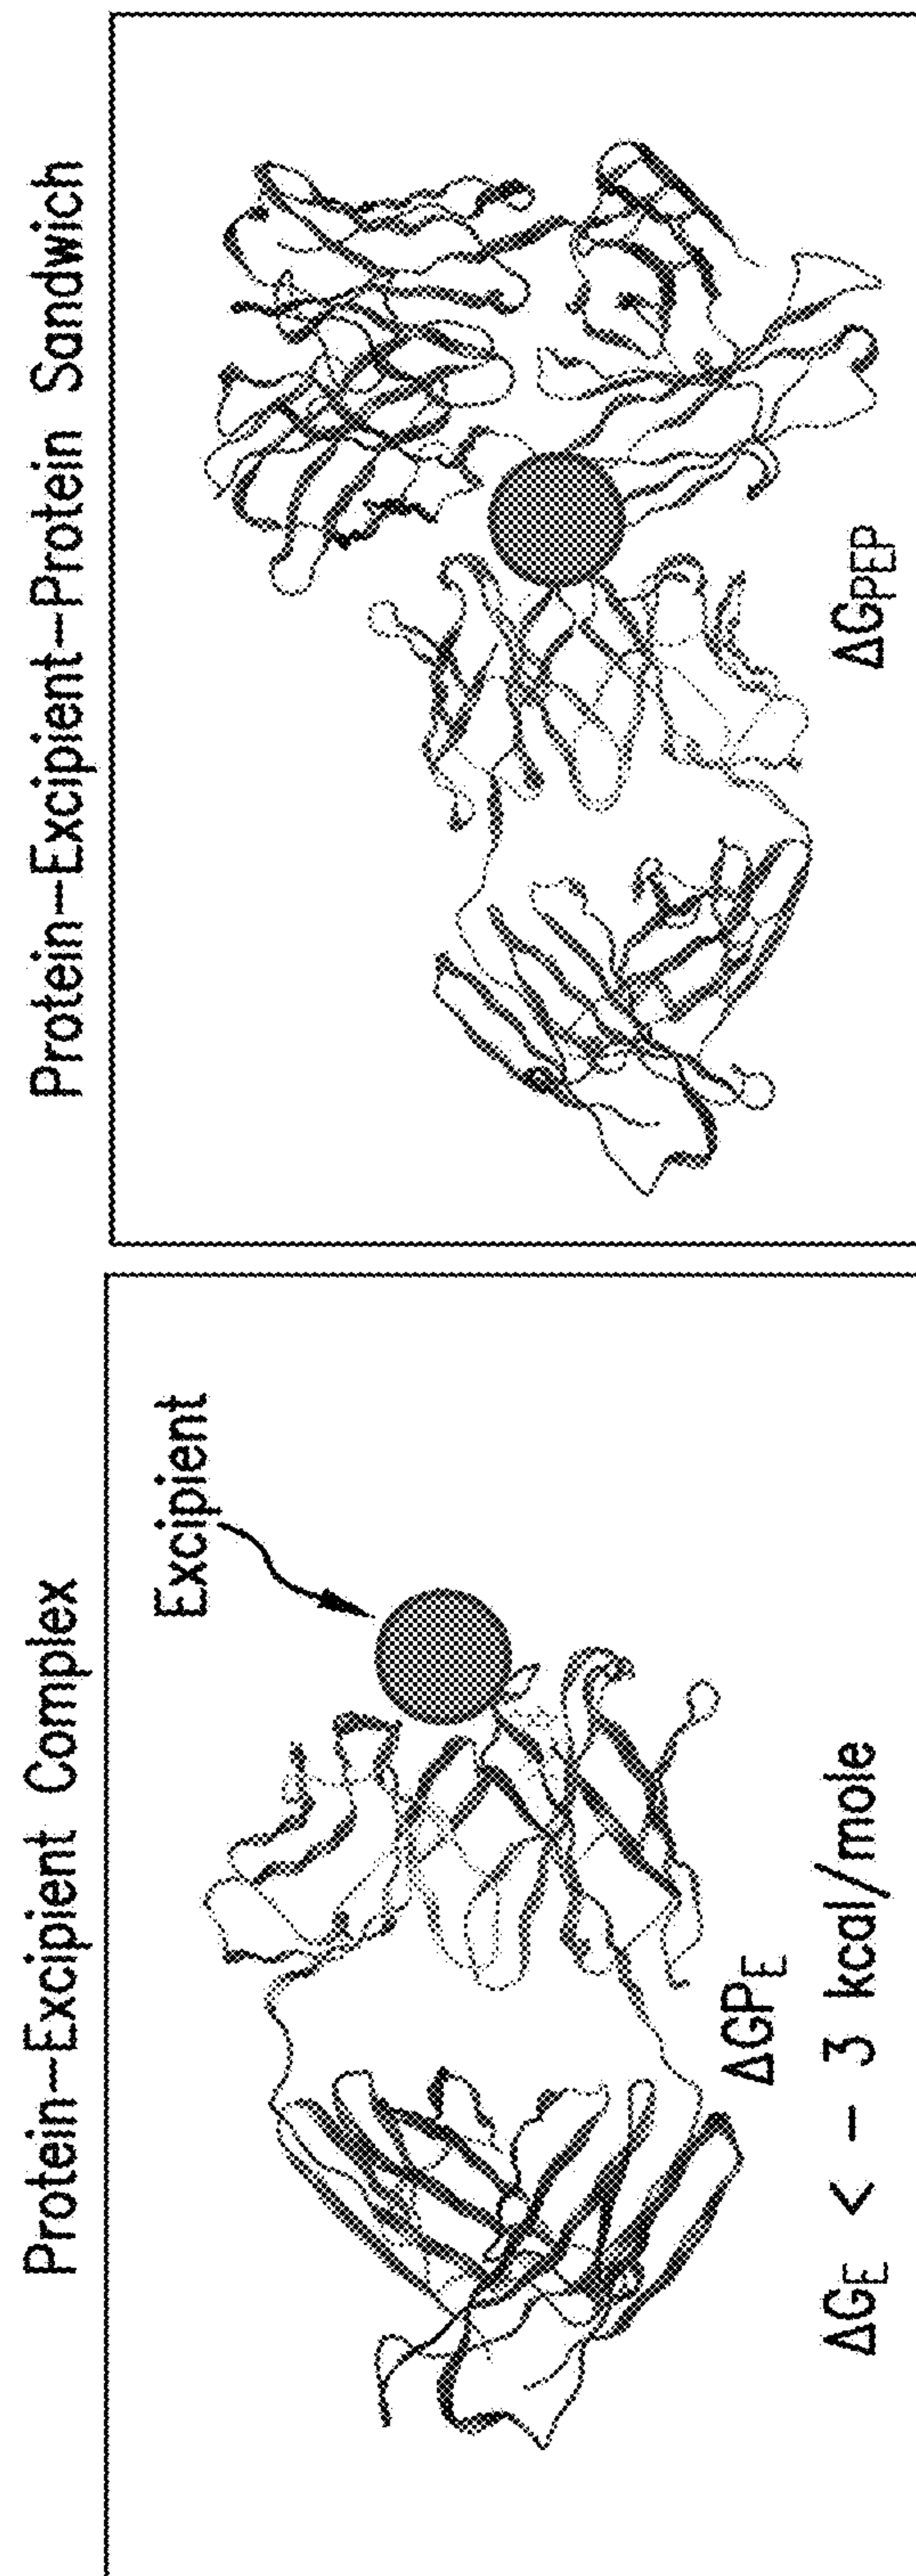 Protein–Excipient Complex
Excipient
ΔGPE
ΔGE < – 3 kcal/mole
Protein–Excipient–Protein Sandwich
ΔGPEP